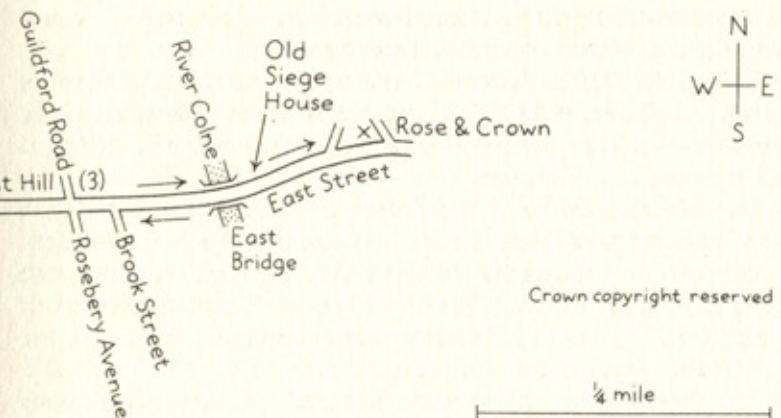 Guildford Road
River Colne
Old
Siege
House
N
W E
S
x Rose & Crown
Hill (3)
East Street
East
Bridge
Rosebery Avenue
Brook Street
Crown copyright reserved
¼ mile